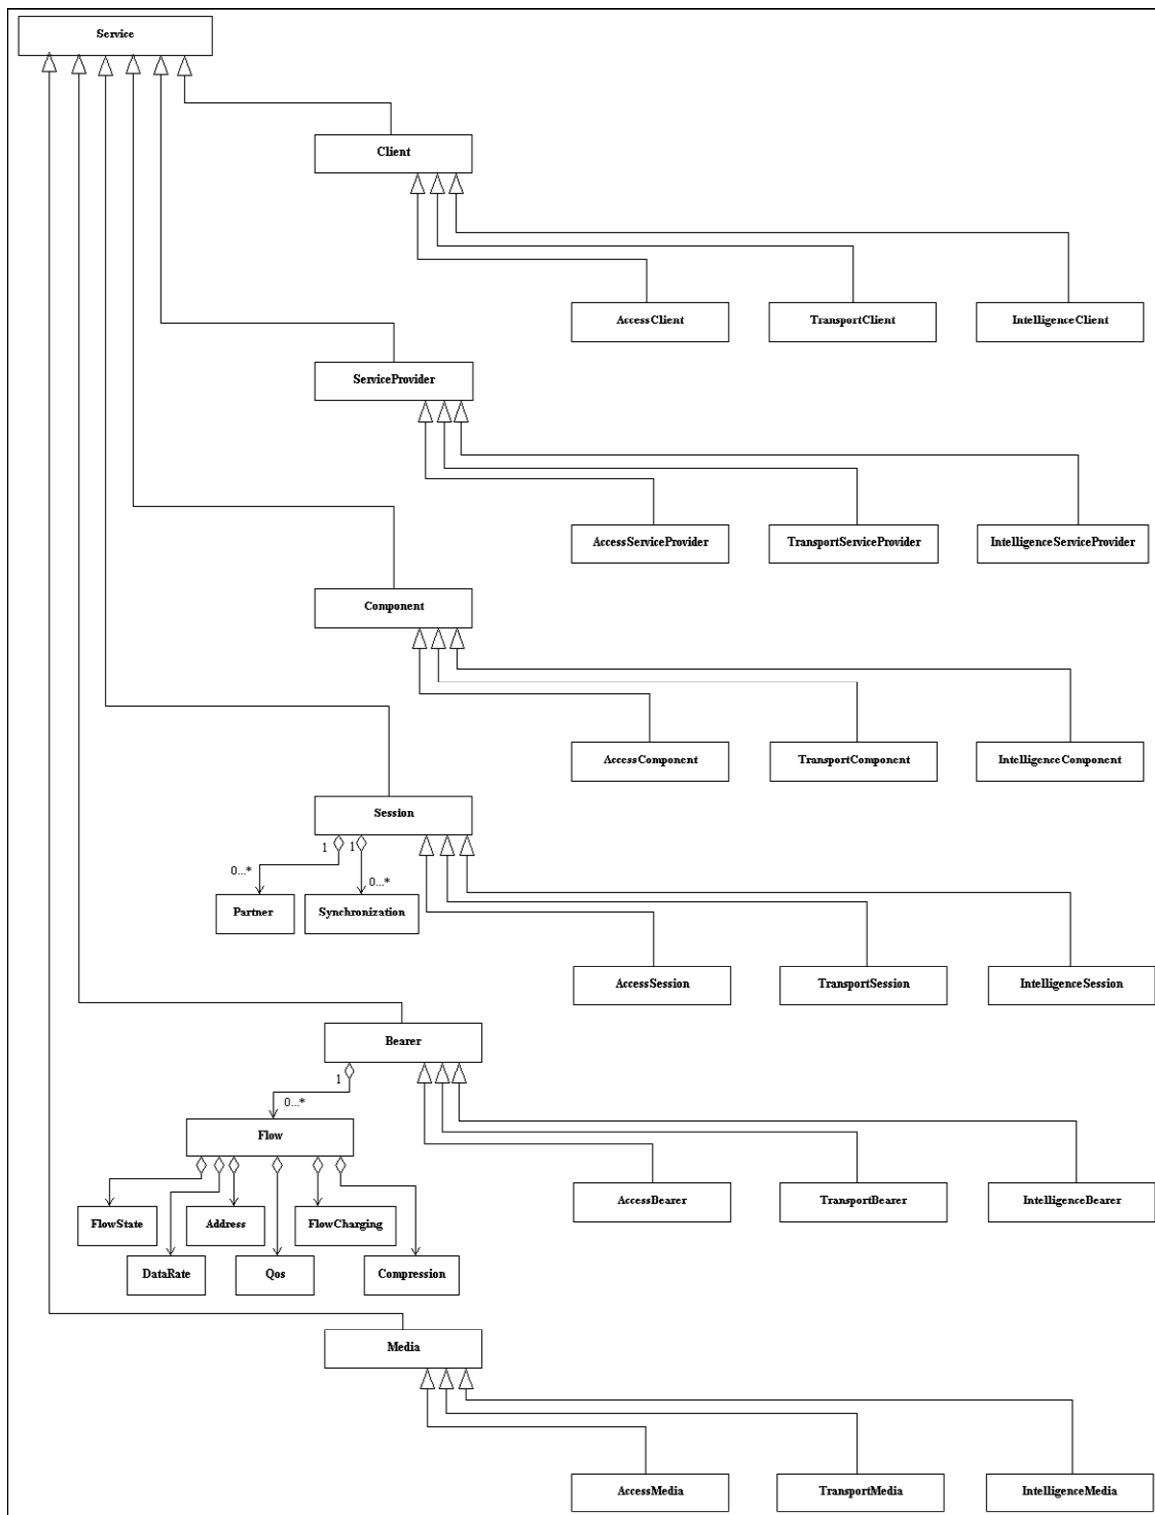 Service
Client
AccessClient
TransportClient
IntelligenceClient
ServiceProvider
AccessServiceProvider
TransportServiceProvider
IntelligenceServiceProvider
Component
AccessComponent
TransportComponent
IntelligenceComponent
Session
1
1
0...*
0...*
Partner
Synchronization
AccessSession
TransportSession
IntelligenceSession
Bearer
1
0...*
Flow
AccessBearer
TransportBearer
IntelligenceBearer
FlowState
Address
FlowCharging
DataRate
Qos
Compression
Media
AccessMedia
TransportMedia
IntelligenceMedia